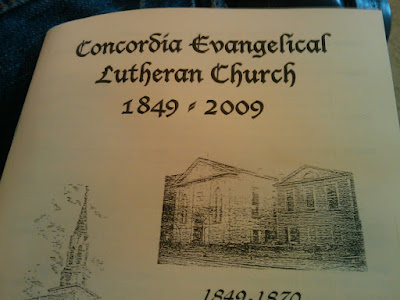 Concordia Evangelical
Lutheran Church
1849 - 2009
1849-1870